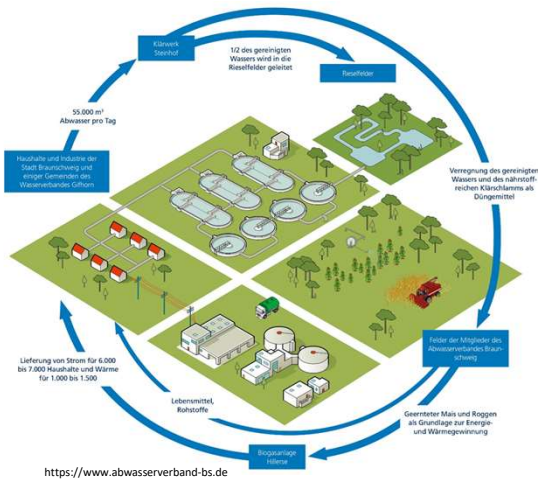 Klärwerk
Steinhof
1/2 des gereinigten
Wassers wird in die
Rieselfelder geleitet
Rieselfelder
55.000 m³
Abwasser pro Tag
Haushalte und Industrie der
Stadt Braunschweig und
einiger Gemeinden des
Wasserverbandes Gifhorn
Verregnung des gereinigten
Wassers und des nährstoff-
reichen Klärschlamms als
Düngemittel
Felder der Mitglieder des
Abwasserverbandes Braun-
schweig
Lieferung von Strom für 6.000
bis 7.000 Haushalte und Wärme
für 1.000 bis 1.500
Lebensmittel,
Rohstoffe
Geernteter Mais und Roggen
als Grundlage zur Energie-
und Wärmegewinnung
Biogasanlage
Hillerse
https://www.abwasserverband-bs.de